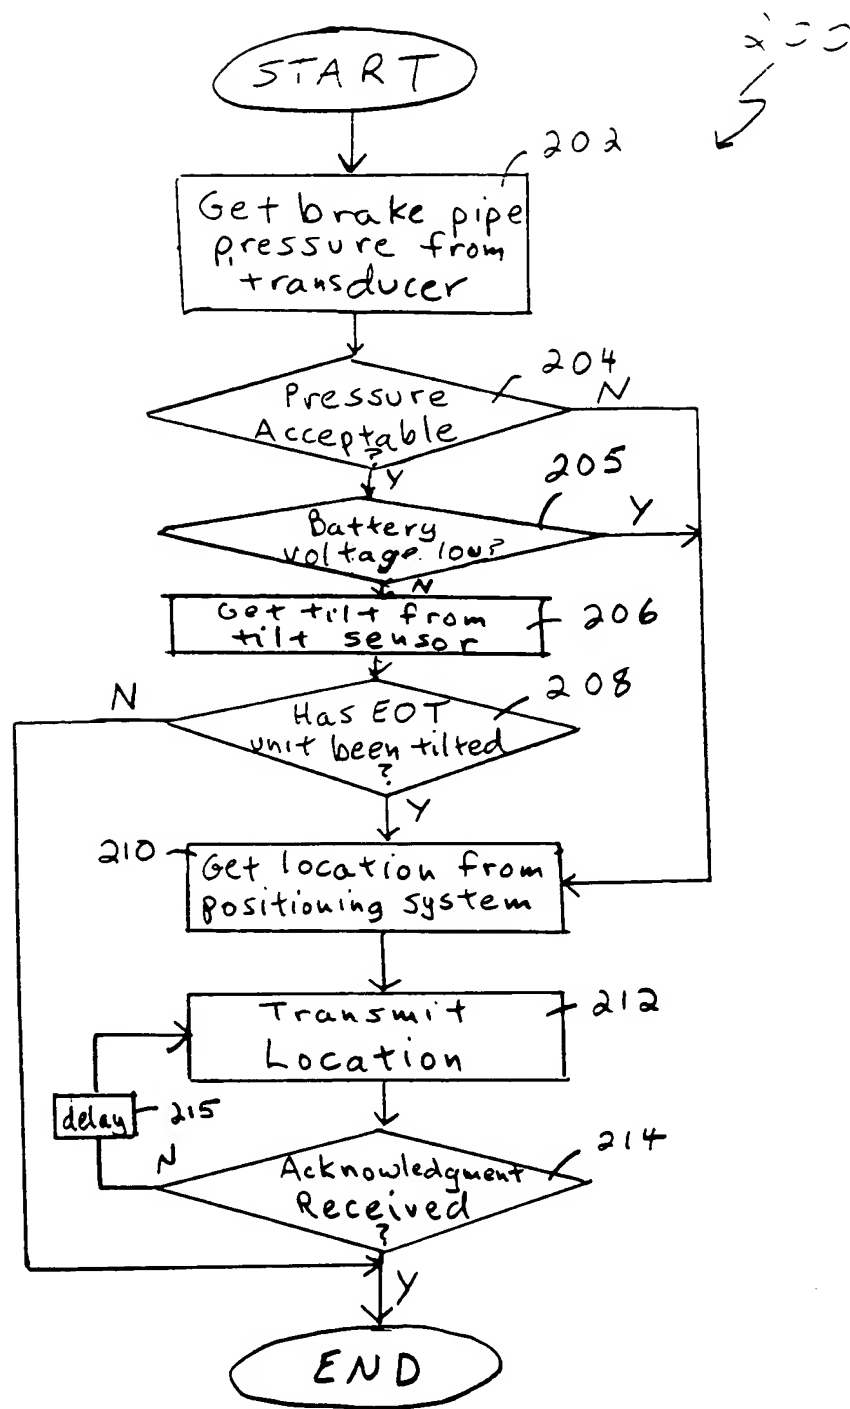 START
200
202
Get brake pipe
pressure from
transducer
204
Pressure
Acceptable
?
N
Y
205
Battery
voltage low?
Y
N
Get tilt from
tilt sensor
206
208
N
Has EOT
unit been tilted
?
Y
210
Get location from
positioning system
Transmit
Location
212
delay
215
214
N
Acknowledgment
Received
?
Y
END